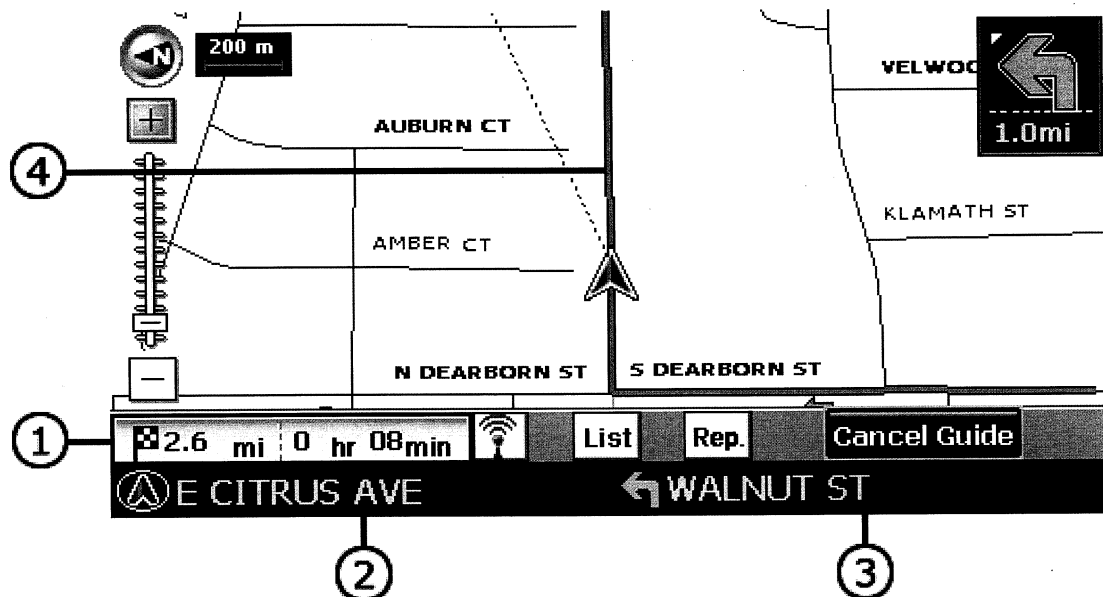 N
200 m
1.0mi
AUBURN CT
4
KLAMATH ST
AMBER CT
N DEARBORN ST
S DEARBORN ST
1
2.6 mi 0 hr 08min
List
Rep.
Cancel Guide
E CITRUS AVE
WALNUT ST
2
3